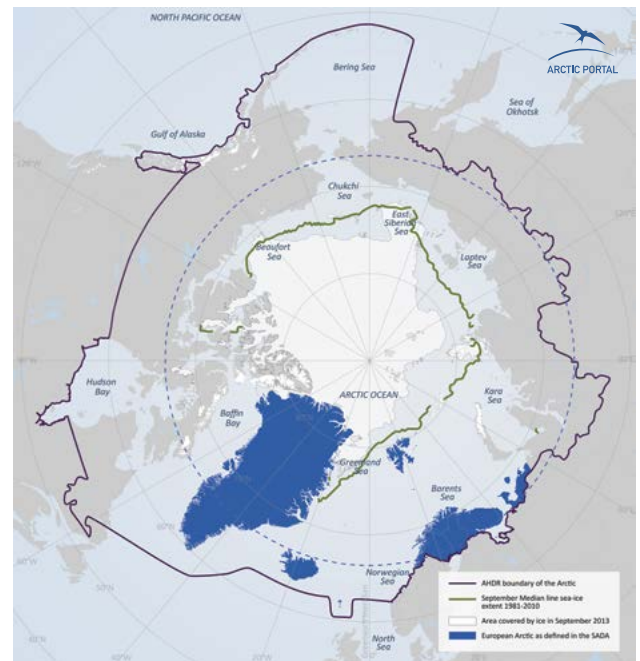 NORTH PACIFIC OCEAN
ARCTIC PORTAL
Bering Sea
Sea of
Okhotsk
Gulf of Alaska
Chukchi
Sea
East
Siberian
Sea
Beaufort
Sea
Laptev
Sea
Hudson
Bay
Baffin
Bay
ARCTIC OCEAN
Kara
Sea
Greenland
Sea
Barents
Sea
Norwegian
Sea
North
Sea
AHDR boundary of the Arctic
September Median line sea-ice
extent 1981-2010
Area covered by ice in September 2013
European Arctic as defined in the SADA